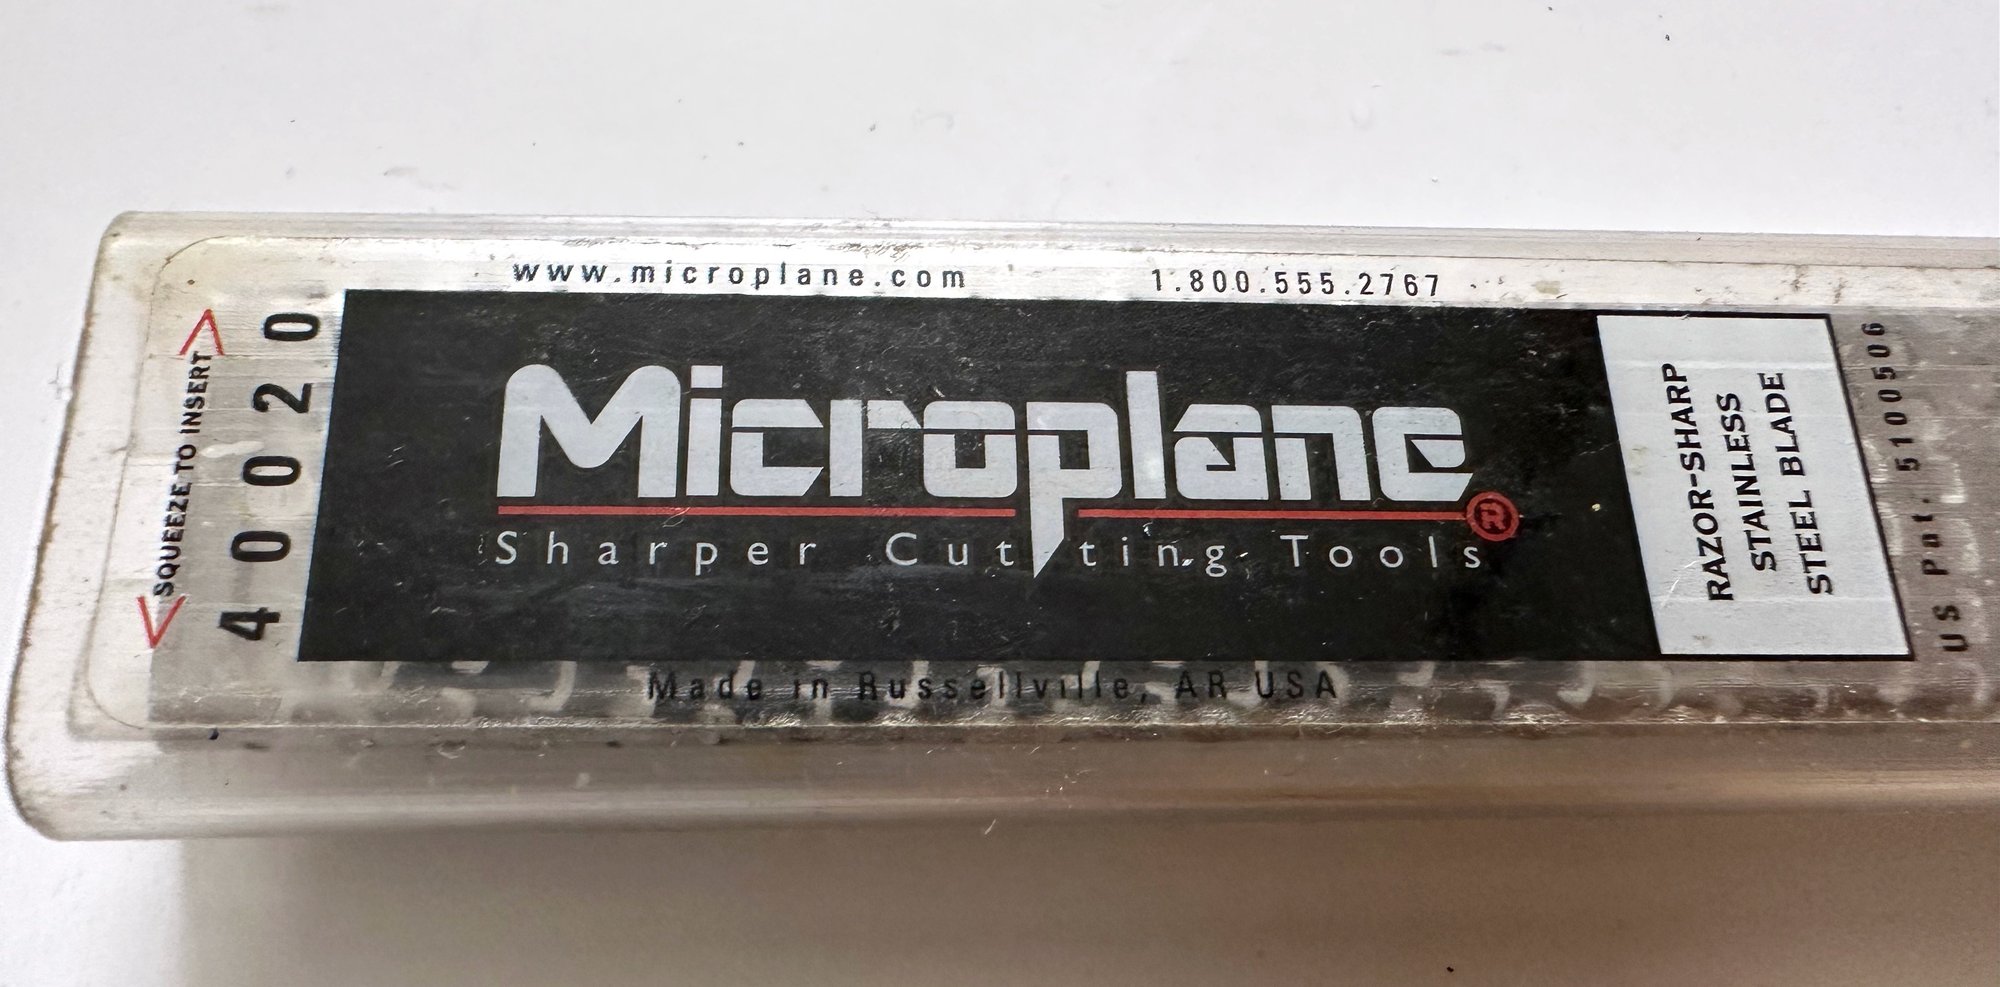 www.microplane.com 1.800.555.2767
< SQUEEZE TO INSERT >
40020
Microplane®
Sharper Cutting Tools
RAZOR-SHARP
STAINLESS
STEEL BLADE
US Pat. 5100506
Made in Russellville, AR USA